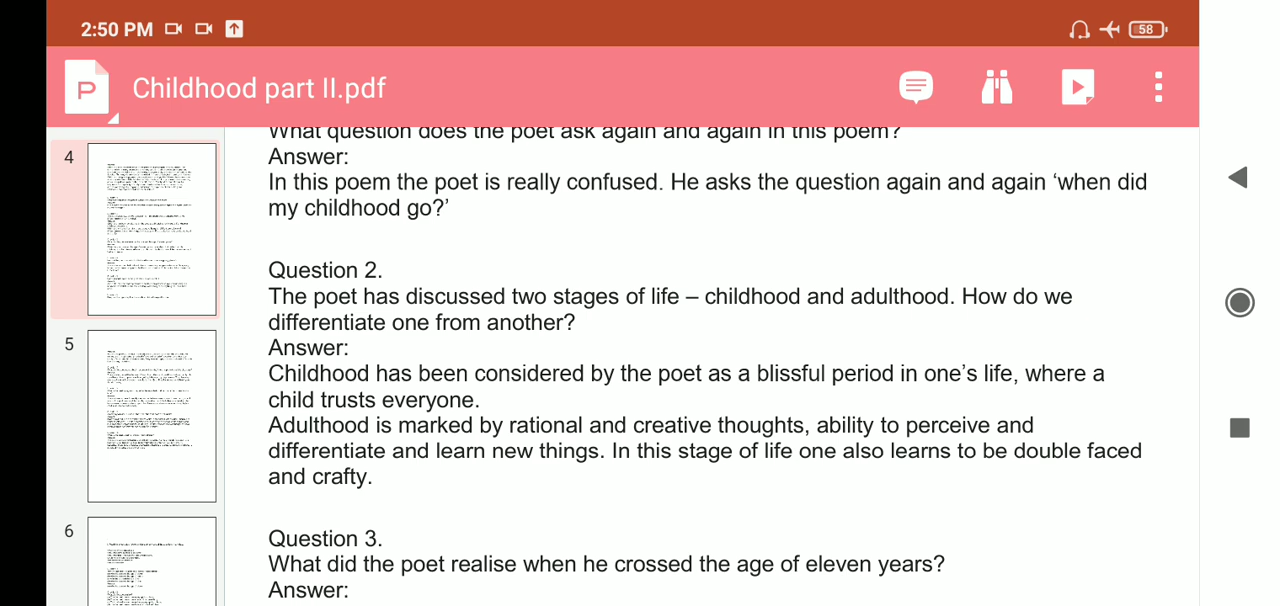 2:50 PM
58
P
Childhood part II.pdf
4
What question does the poet ask again and again in this poem?
Answer:
In this poem the poet is really confused. He asks the question again and again ‘when did
my childhood go?’
Question 2.
The poet has discussed two stages of life – childhood and adulthood. How do we
differentiate one from another?
5
Answer:
Childhood has been considered by the poet as a blissful period in one’s life, where a
child trusts everyone.
Adulthood is marked by rational and creative thoughts, ability to perceive and
differentiate and learn new things. In this stage of life one also learns to be double faced
and crafty.
6
Question 3.
What did the poet realise when he crossed the age of eleven years?
Answer: